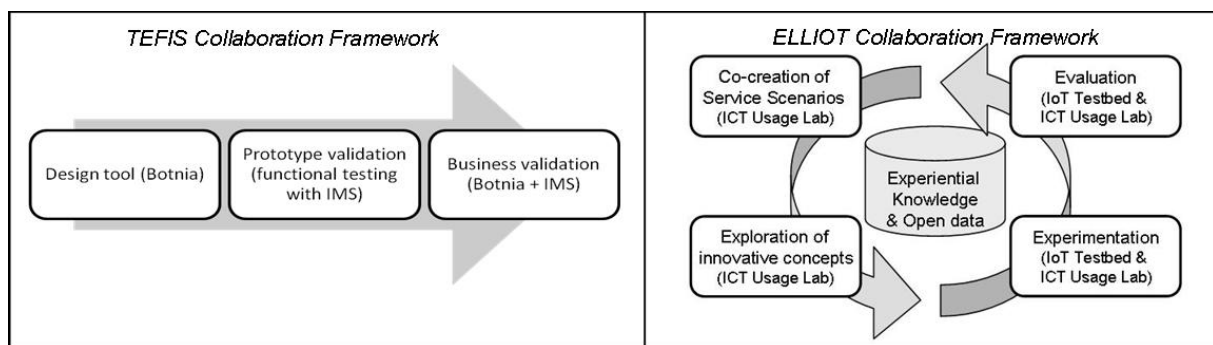 TEFIS Collaboration Framework
Design tool (Botnia)
Prototype validation
(functional testing
with IMS)
Business validation
(Botnia + IMS)
ELLIOT Collaboration Framework
Co-creation of
Service Scenarios
(ICT Usage Lab)
Evaluation
(IoT Testbed &
ICT Usage Lab)
Experiential
Knowledge
& Open data
Exploration of
innovative concepts
(ICT Usage Lab)
Experimentation
(IoT Testbed &
ICT Usage Lab)